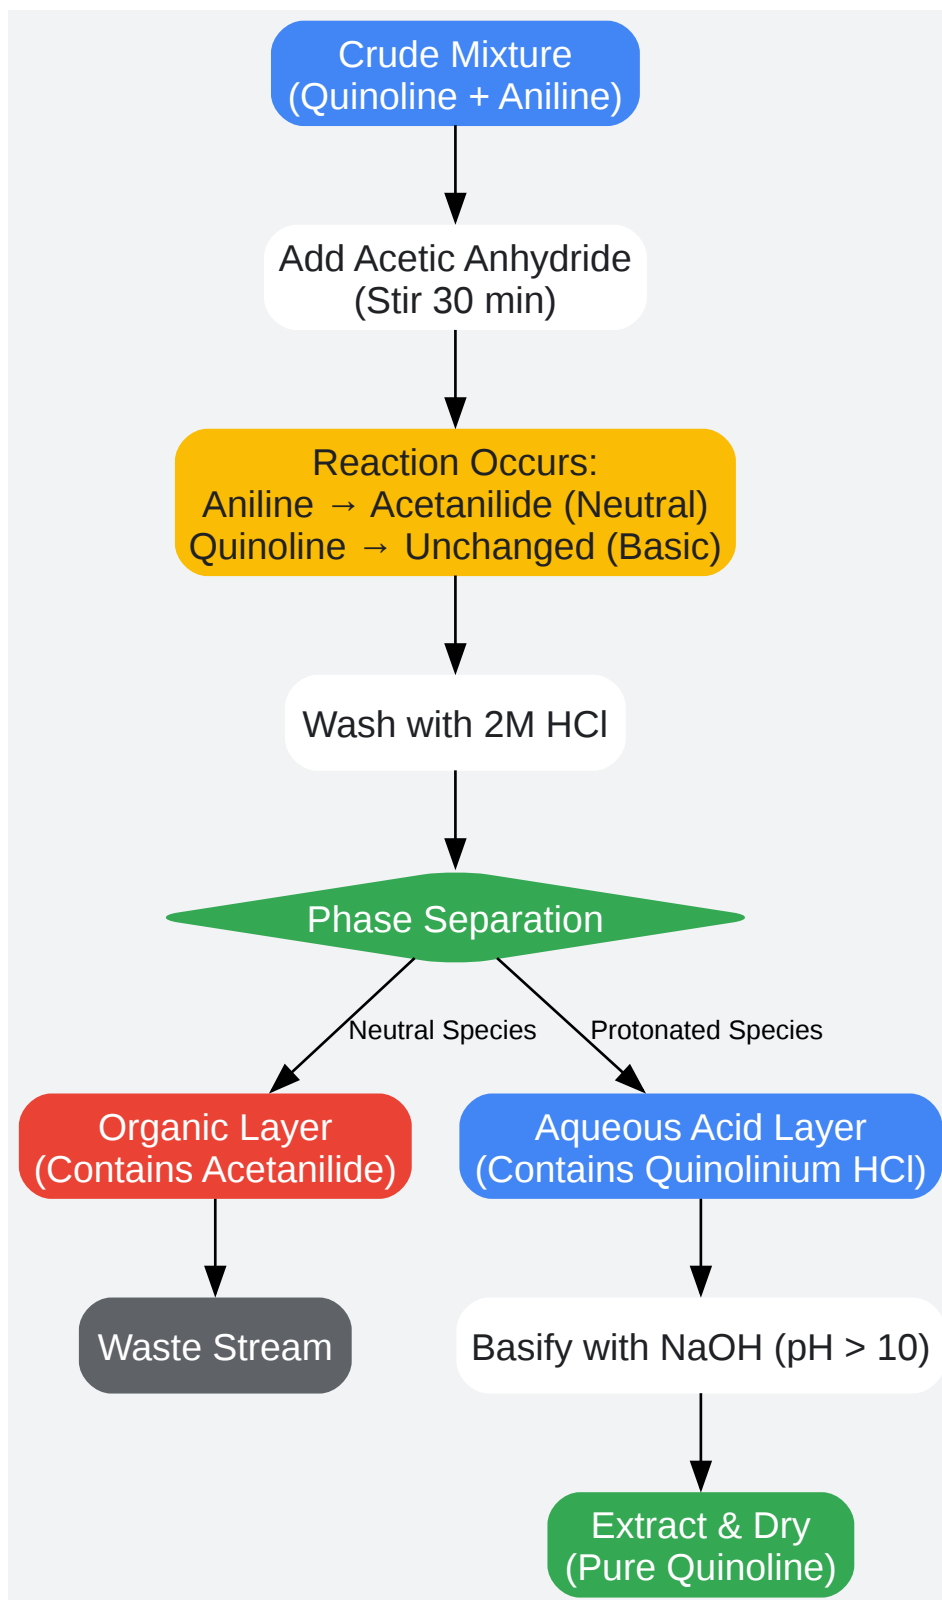 Crude Mixture
(Quinoline + Aniline)
Add Acetic Anhydride
(Stir 30 min)
Reaction Occurs:
Aniline → Acetanilide (Neutral)
Quinoline → Unchanged (Basic)
Wash with 2M HCl
Phase Separation
Neutral Species
Protonated Species
Organic Layer
(Contains Acetanilide)
Aqueous Acid Layer
(Contains Quinolinium HCl)
Waste Stream
Basify with NaOH (pH > 10)
Extract & Dry
(Pure Quinoline)